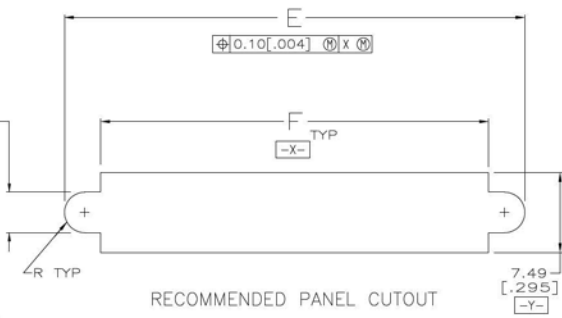 E
⌖ 0.10[.004] Ⓜ X Ⓜ
F TYP
-X-
R TYP
7.49
[.295]
-Y-
RECOMMENDED PANEL CUTOUT